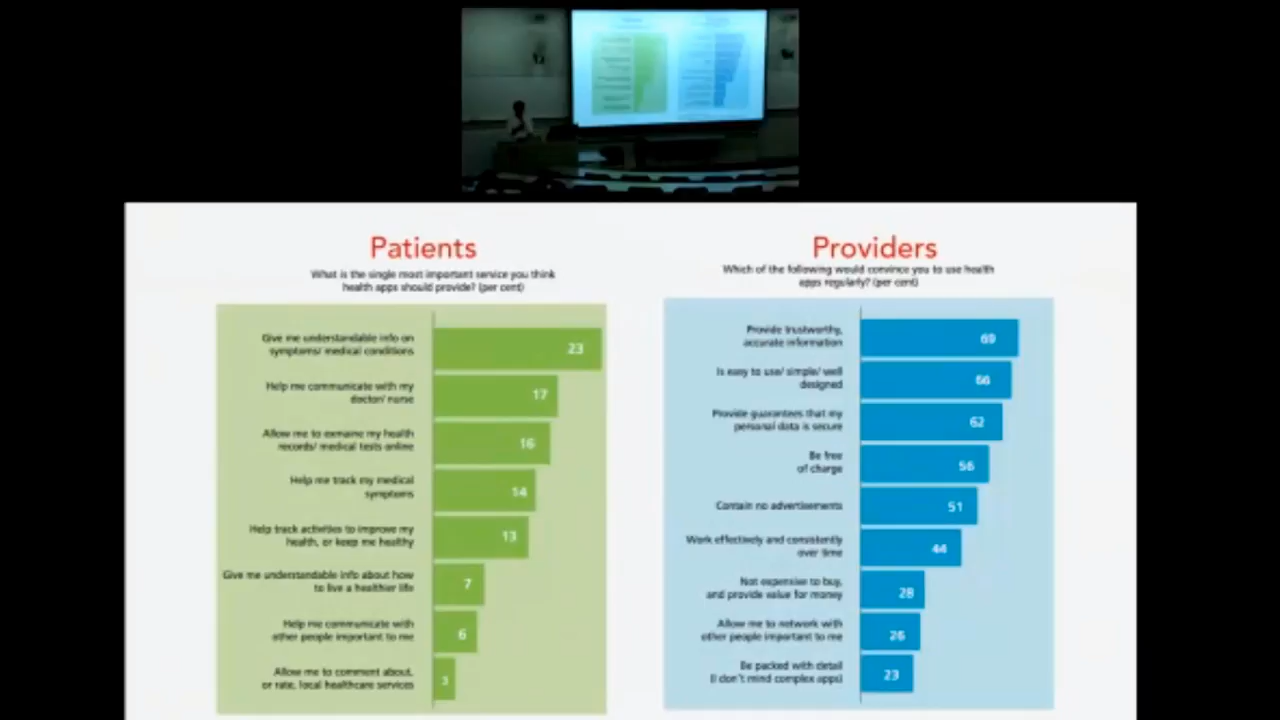 Patients
What is the single most important service you think
health apps should provide? (per cent)
Give me understandable info on
symptoms/ medical conditions
23
Help me communicate with my
doctor/ nurse
17
Allow me to exmaine my health
records/ medical tests online
16
Help me track my medical
symptoms
14
Help track activities to improve my
health, or keep me healthy
13
Give me understandable info about how
to live a healthier life
7
Help me communicate with
other people important to me
6
Allow me to comment about,
or rate, local healthcare services
3
Providers
Which of the following would convince you to use health
apps regularly? (per cent)
Provide trustworthy,
accurate information
69
Is easy to use/ simple/ well
designed
66
Provide guarantees that my
personal data is secure
62
Be free
of charge
56
Contain no advertisements
51
Work effectively and consistently
over time
44
Not expensive to buy,
and provide value for money
28
Allow me to network with
other people important to me
26
Be packed with detail
(I don't mind complex apps)
23